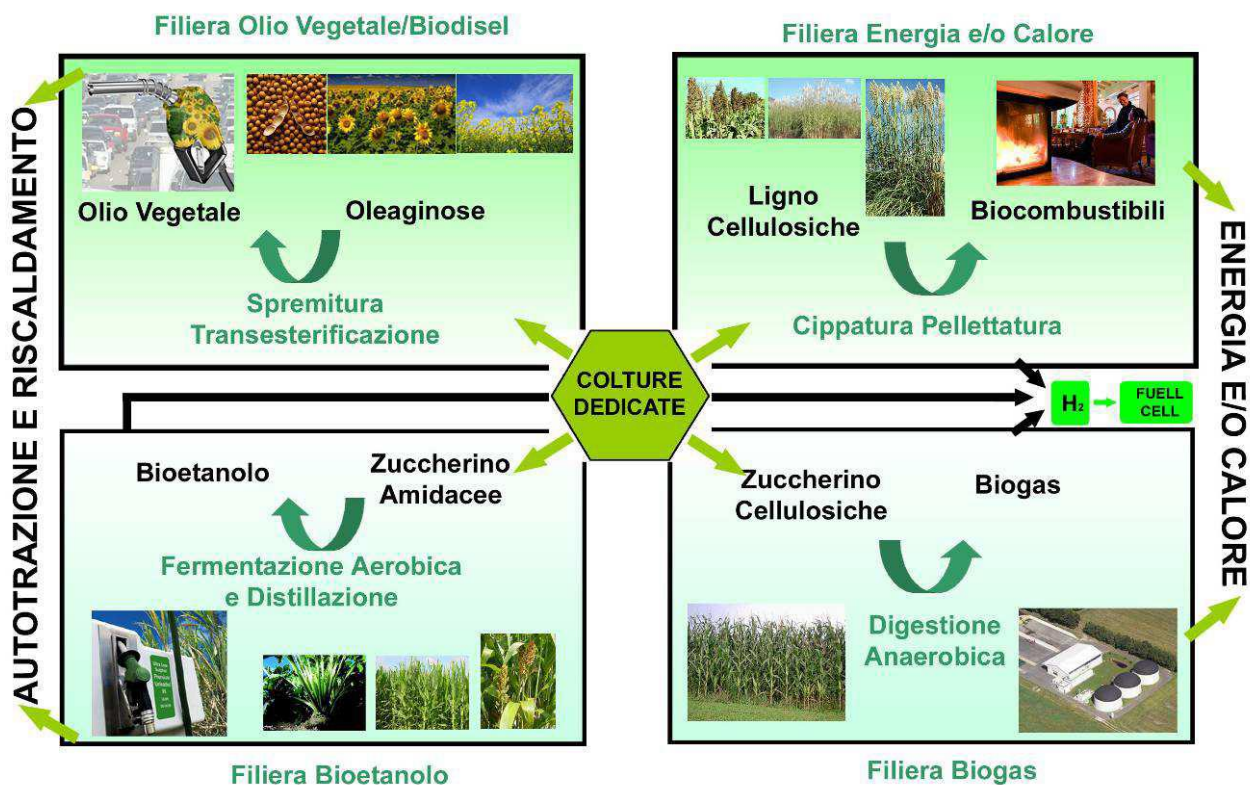 Filiera Olio Vegetale/Biodisel
Filiera Energia e/o Calore
AUTOTRAZIONE E RISCALDAMENTO
Olio Vegetale
Oleaginose
Spremitura
Transesterificazione
Ligno
Cellulosiche
Biocombustibili
Cippatura Pellettatura
ENERGIA E/O CALORE
COLTURE
DEDICATE
H₂
FUELL
CELL
Bioetanolo
Zuccherino
Amidacee
Fermentazione Aerobica
e Distillazione
Zuccherino
Cellulosiche
Biogas
Digestione
Anaerobica
Filiera Bioetanolo
Filiera Biogas